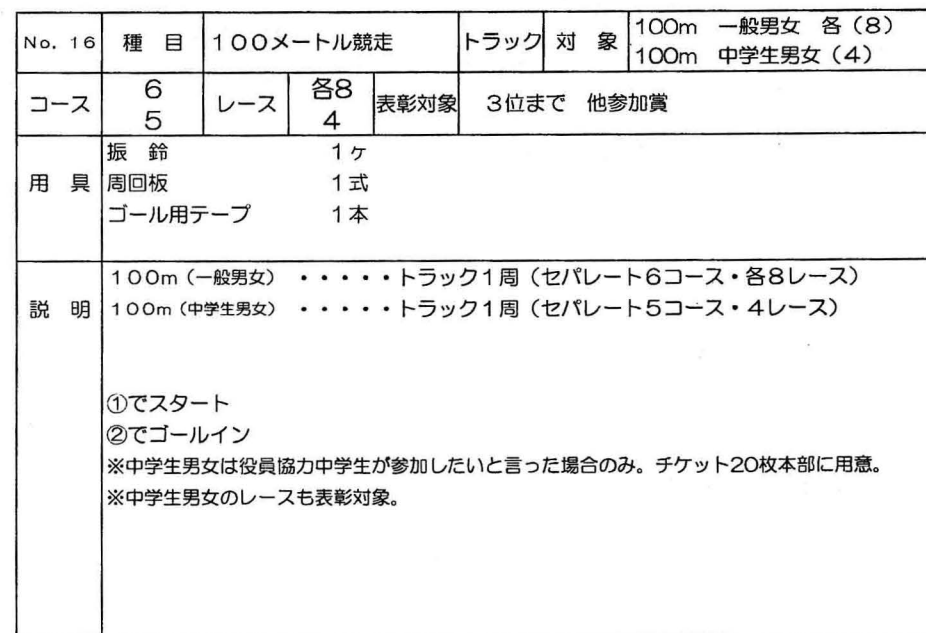 No. 16 種 目 100メートル競走 トラック 対 象 100m 一般男女 各（8）
100m 中学生男女（4）
コース 6 レース 各8 表彰対象 3位まで 他参加賞
5 4
振 鈴 1ヶ
用 具 周回板 1式
ゴール用テープ 1本
100m（一般男女） ・・・・・トラック1周（セパレート6コース・各8レース）
説 明 100m（中学生男女） ・・・・・トラック1周（セパレート5コース・4レース）
①でスタート
②でゴールイン
※中学生男女は役員協力中学生が参加したいと言った場合のみ。チケット20枚本部に用意。
※中学生男女のレースも表彰対象。